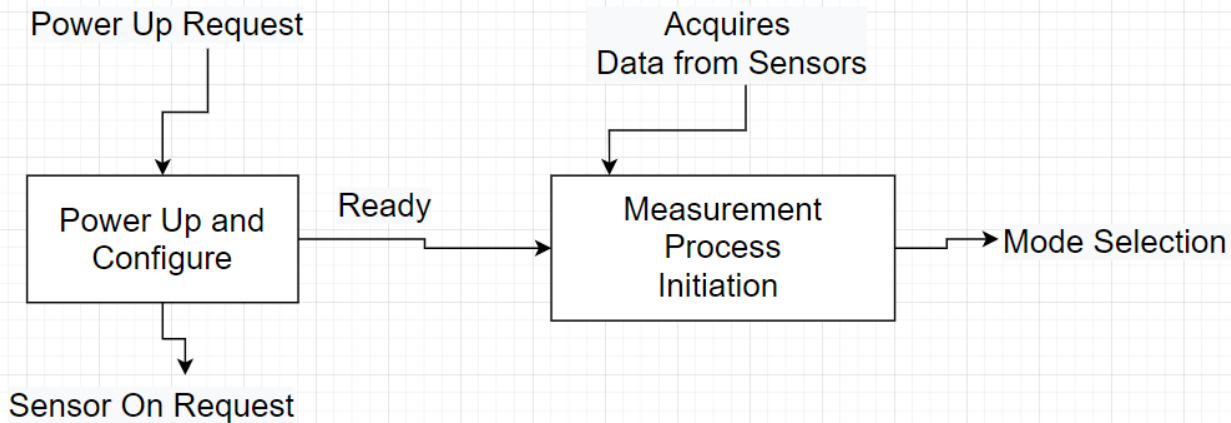 Power Up Request
Acquires
Data from Sensors
Power Up and
Configure
Ready
Measurement
Process
Initiation
Mode Selection
Sensor On Request